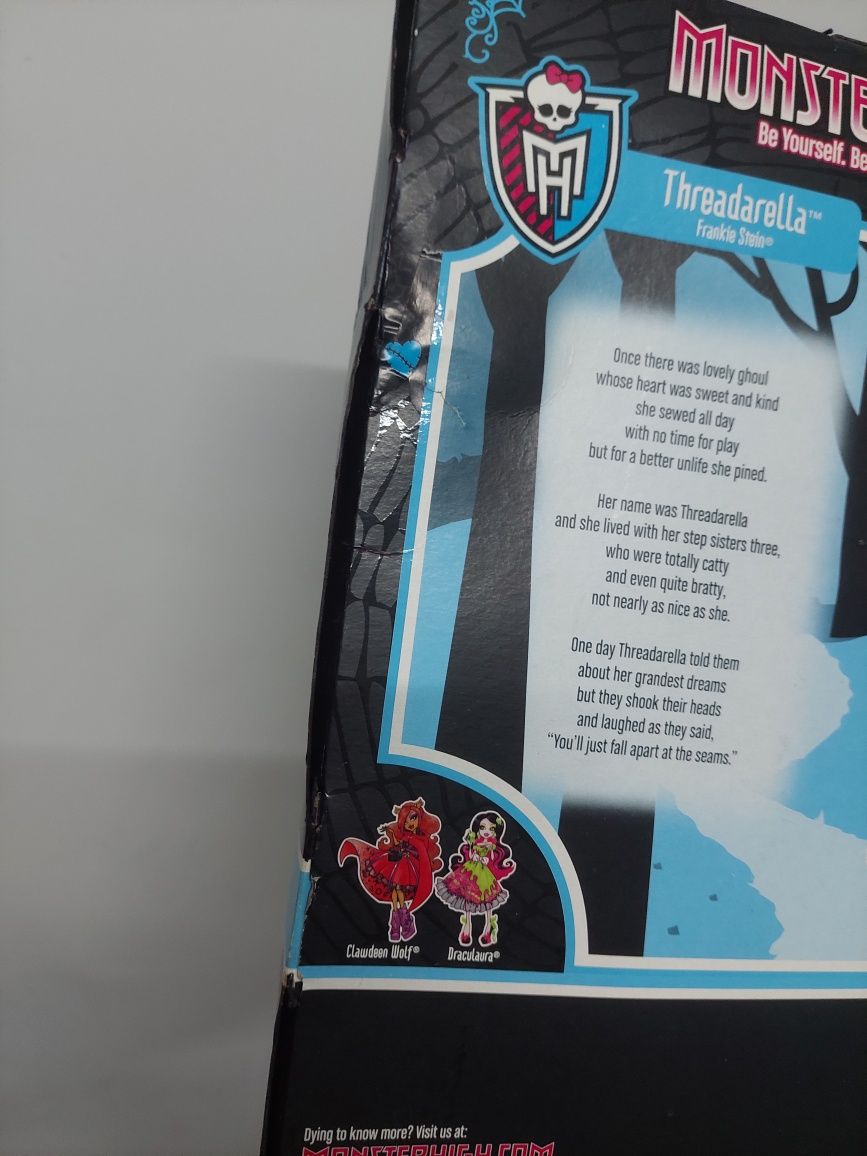 MONSTE
Be Yourself. Be
MH
Threadarella™
Frankie Stein®
Once there was lovely ghoul
whose heart was sweet and kind
she sewed all day
with no time for play
but for a better unlife she pined.
Her name was Threadarella
and she lived with her step sisters three,
who were totally catty
and even quite bratty,
not nearly as nice as she.
One day Threadarella told them
about her grandest dreams
but they shook their heads
and laughed as they said,
“You'll just fall apart at the seams.”
Clawdeen Wolf®
Draculaura®
Dying to know more? Visit us at:
MONSTERHIGH.COM